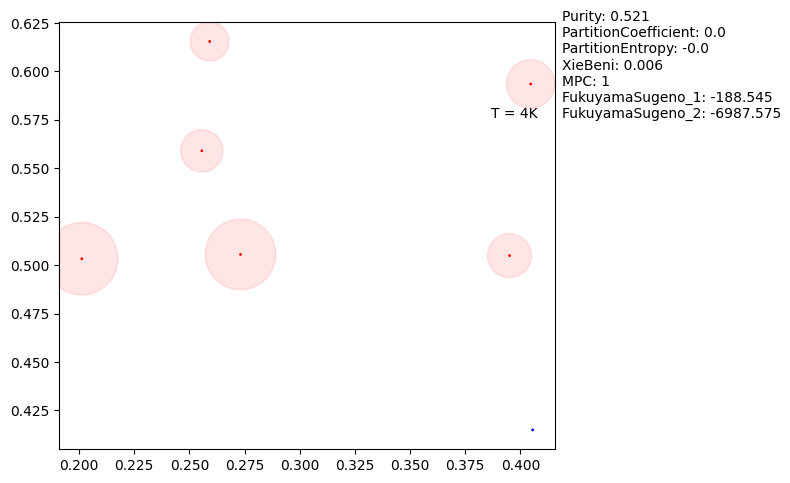 Purity: 0.521
PartitionCoefficient: 0.0
PartitionEntropy: -0.0
XieBeni: 0.006
MPC: 1
FukuyamaSugeno_1: -188.545
FukuyamaSugeno_2: -6987.575
T = 4K
0.625
0.600
0.575
0.550
0.525
0.500
0.475
0.450
0.425
0.200 0.225 0.250 0.275 0.300 0.325 0.350 0.375 0.400